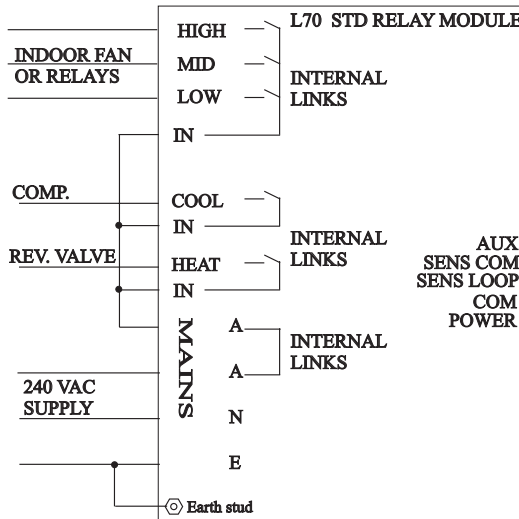 L70 STD RELAY MODULE
HIGH
INDOOR FAN
OR RELAYS
MID
LOW
INTERNAL
LINKS
IN
COMP.
COOL
IN
REV. VALVE
HEAT
IN
INTERNAL
LINKS
AUX
SENS COM
SENS LOOP
COM
POWER
MAINS
A
A
INTERNAL
LINKS
240 VAC
SUPPLY
N
E
Earth stud